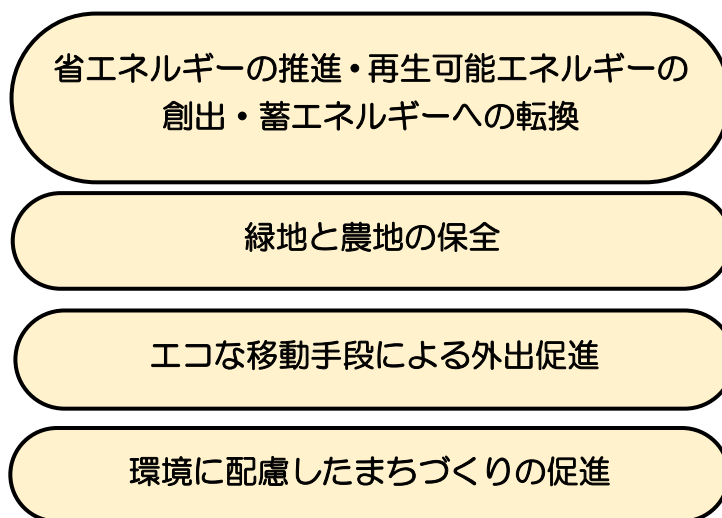 省エネルギーの推進・再生可能エネルギーの
創出・蓄エネルギーへの転換
緑地と農地の保全
エコな移動手段による外出促進
環境に配慮したまちづくりの促進